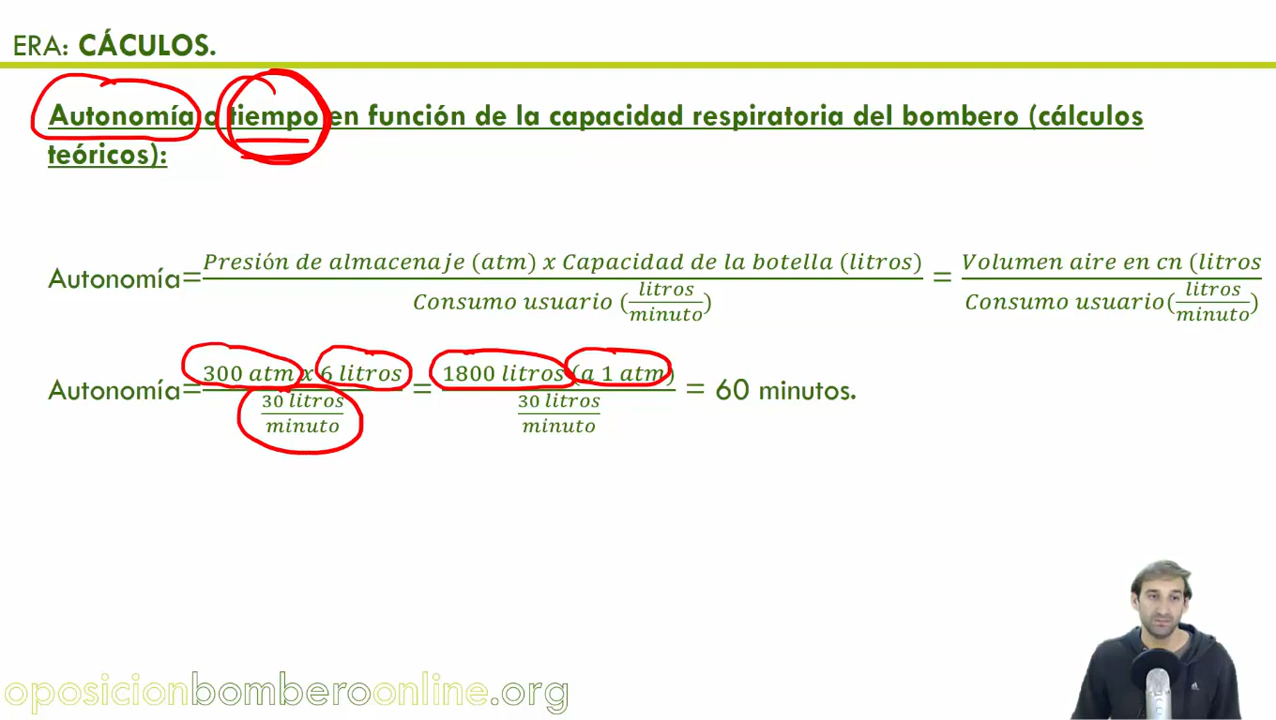 ERA: CÁCULOS.
Autonomía o tiempo en función de la capacidad respiratoria del bombero (cálculos
teóricos):
Autonomía= Presión de almacenaje (atm) x Capacidad de la botella (litros) / Consumo usuario (litros/minuto) = Volumen aire en cn (litros / Consumo usuario(litros/minuto)
Autonomía= 300 atm x 6 litros / 30 litros/minuto = 1800 litros (a 1 atm) / 30 litros/minuto = 60 minutos.
oposicionbomberoonline.org